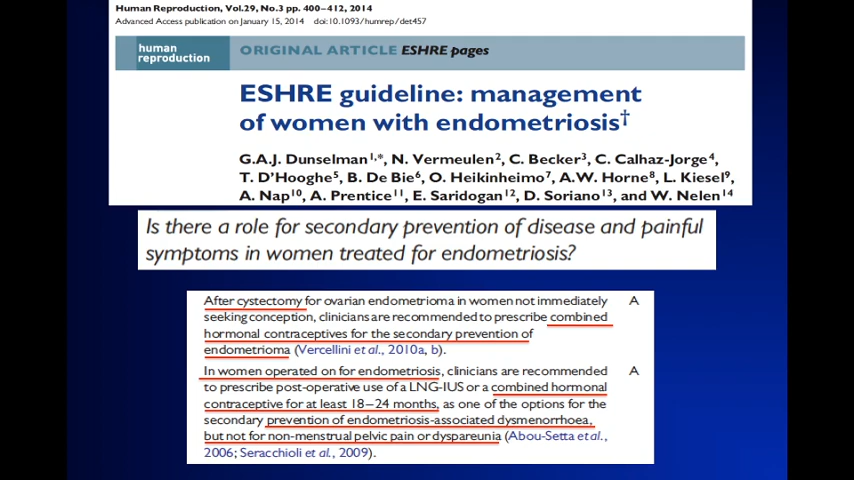 Human Reproduction, Vol.29, No.3 pp. 400–412, 2014
Advanced Access publication on January 15, 2014 doi:10.1093/humrep/det457
human
reproduction
ORIGINAL ARTICLE ESHRE pages
ESHRE guideline: management
of women with endometriosis†
G.A.J. Dunselman1,*, N. Vermeulen2, C. Becker3, C. Calhaz-Jorge4,
T. D'Hooghe5, B. De Bie6, O. Heikinheimo7, A.W. Horne8, L. Kiesel9,
A. Nap10, A. Prentice11, E. Saridogan12, D. Soriano13, and W. Nelen14
Is there a role for secondary prevention of disease and painful
symptoms in women treated for endometriosis?
After cystectomy for ovarian endometrioma in women not immediately A
seeking conception, clinicians are recommended to prescribe combined
hormonal contraceptives for the secondary prevention of
endometrioma (Vercellini et al., 2010a, b).
In women operated on for endometriosis, clinicians are recommended A
to prescribe post-operative use of a LNG-IUS or a combined hormonal
contraceptive for at least 18–24 months, as one of the options for the
secondary prevention of endometriosis-associated dysmenorrhoea,
but not for non-menstrual pelvic pain or dyspareunia (Abou-Setta et al.,
2006; Seracchioli et al., 2009).